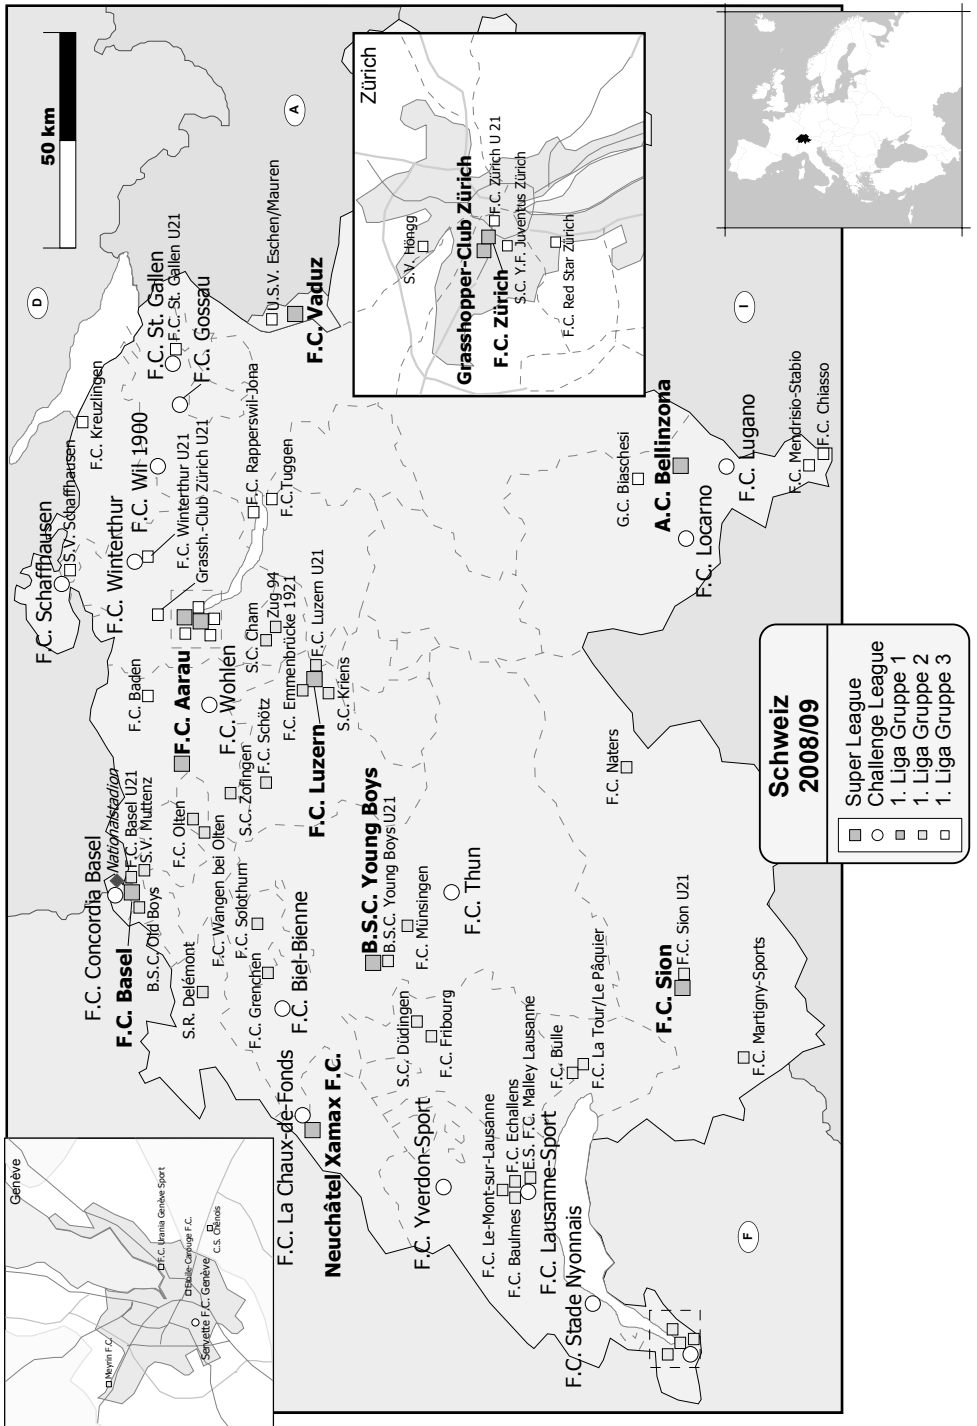 Genève
Meyrin F.C.
F.C. Urania Genève Sport
Etoile-Carouge F.C.
Servette F.C. Genève
C.S. Chênois
50 km
D
A
I
F
Zürich
S.V. Höngg
Grasshopper-Club Zürich
F.C. Zürich U 21
F.C. Zürich
S.C. Y.F. Juventus Zürich
F.C. Red Star Zürich
F.C. Schaffhausen
S.V. Schaffhausen
F.C. Kreuzlingen
F.C. Winterthur
F.C. Wil 1900
F.C. St. Gallen
F.C. St. Gallen U21
F.C. Gossau
F.C. Winterthur U21
Grassh.-Club Zürich U21
U.S.V. Eschen/Mauren
F.C. Vaduz
F.C. Rapperswil-Jona
F.C.Tuggen
F.C. Concordia Basel
Nationalstadion
F.C. Basel U21
S.V. Muttenz
F.C. Basel
B.S.C. Old Boys
F.C. Baden
F.C. Aarau
F.C. Wohlen
S.C. Cham
Zug 94
F.C. Emmenbrücke 1921
F.C. Luzern U21
S.C. Kriens
F.C. Luzern
F.C. Schötz
S.C. Zofingen
F.C. Olten
F.C. Wangen bei Olten
F.C. Solothurn
S.R. Delémont
F.C. Grenchen
F.C. Biel-Bienne
F.C. La Chaux-de-Fonds
Neuchâtel Xamax F.C.
B.S.C. Young Boys
B.S.C. Young Boys U21
F.C. Münsingen
F.C. Thun
S.C. Düdingen
F.C. Fribourg
F.C. Yverdon-Sport
F.C. Le-Mont-sur-Lausanne
F.C. Baulmes
F.C. Echallens
E.S. F.C. Malley Lausanne
F.C. Lausanne-Sport
F.C. Bulle
F.C. La Tour/Le Pâquier
F.C. Stade Nyonnais
F.C. Sion
F.C. Sion U21
F.C. Martigny-Sports
F.C. Naters
G.C. Biaschesi
A.C. Bellinzona
F.C. Locarno
F.C. Lugano
F.C. Mendrisio-Stabio
F.C. Chiasso
Schweiz
2008/09
Super League
Challenge League
1. Liga Gruppe 1
1. Liga Gruppe 2
1. Liga Gruppe 3